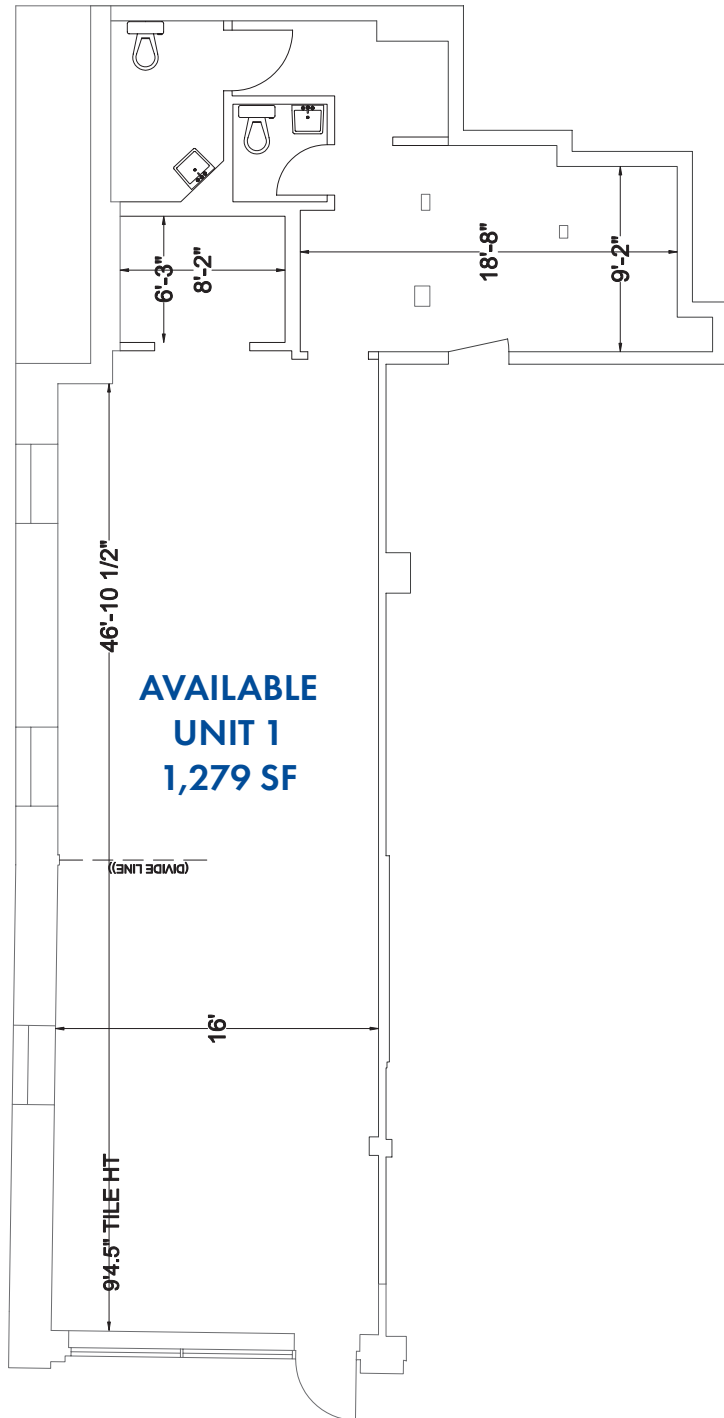 6'-3"
8'-2"
18'-8"
9'-2"
46'-10 1/2"
AVAILABLE
UNIT 1
1,279 SF
(DIVIDE LINE))
16'
9'4.5" TILE HT